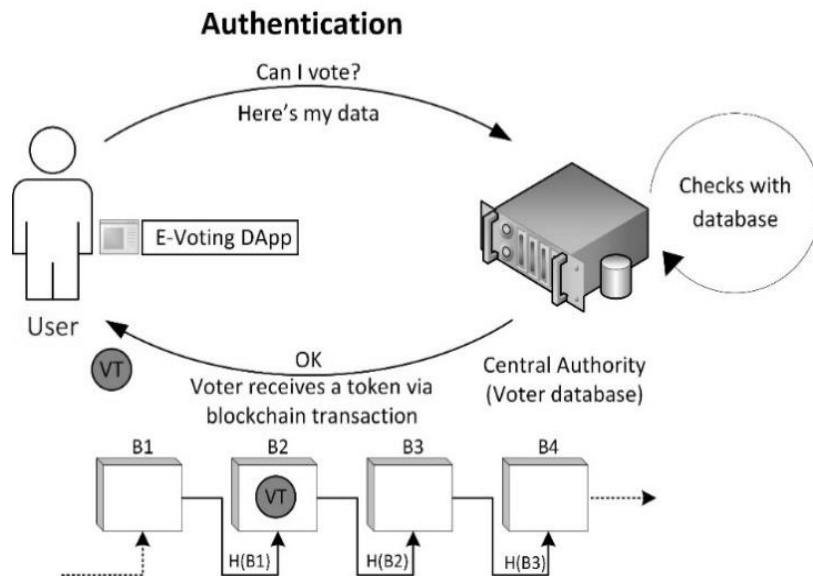 Authentication
Can I vote?
Here's my data
Checks with
database
E-Voting DApp
User
VT
OK
Voter receives a token via
blockchain transaction
Central Authority
(Voter database)
B1
B2
B3
B4
VT
H(B1)
H(B2)
H(B3)